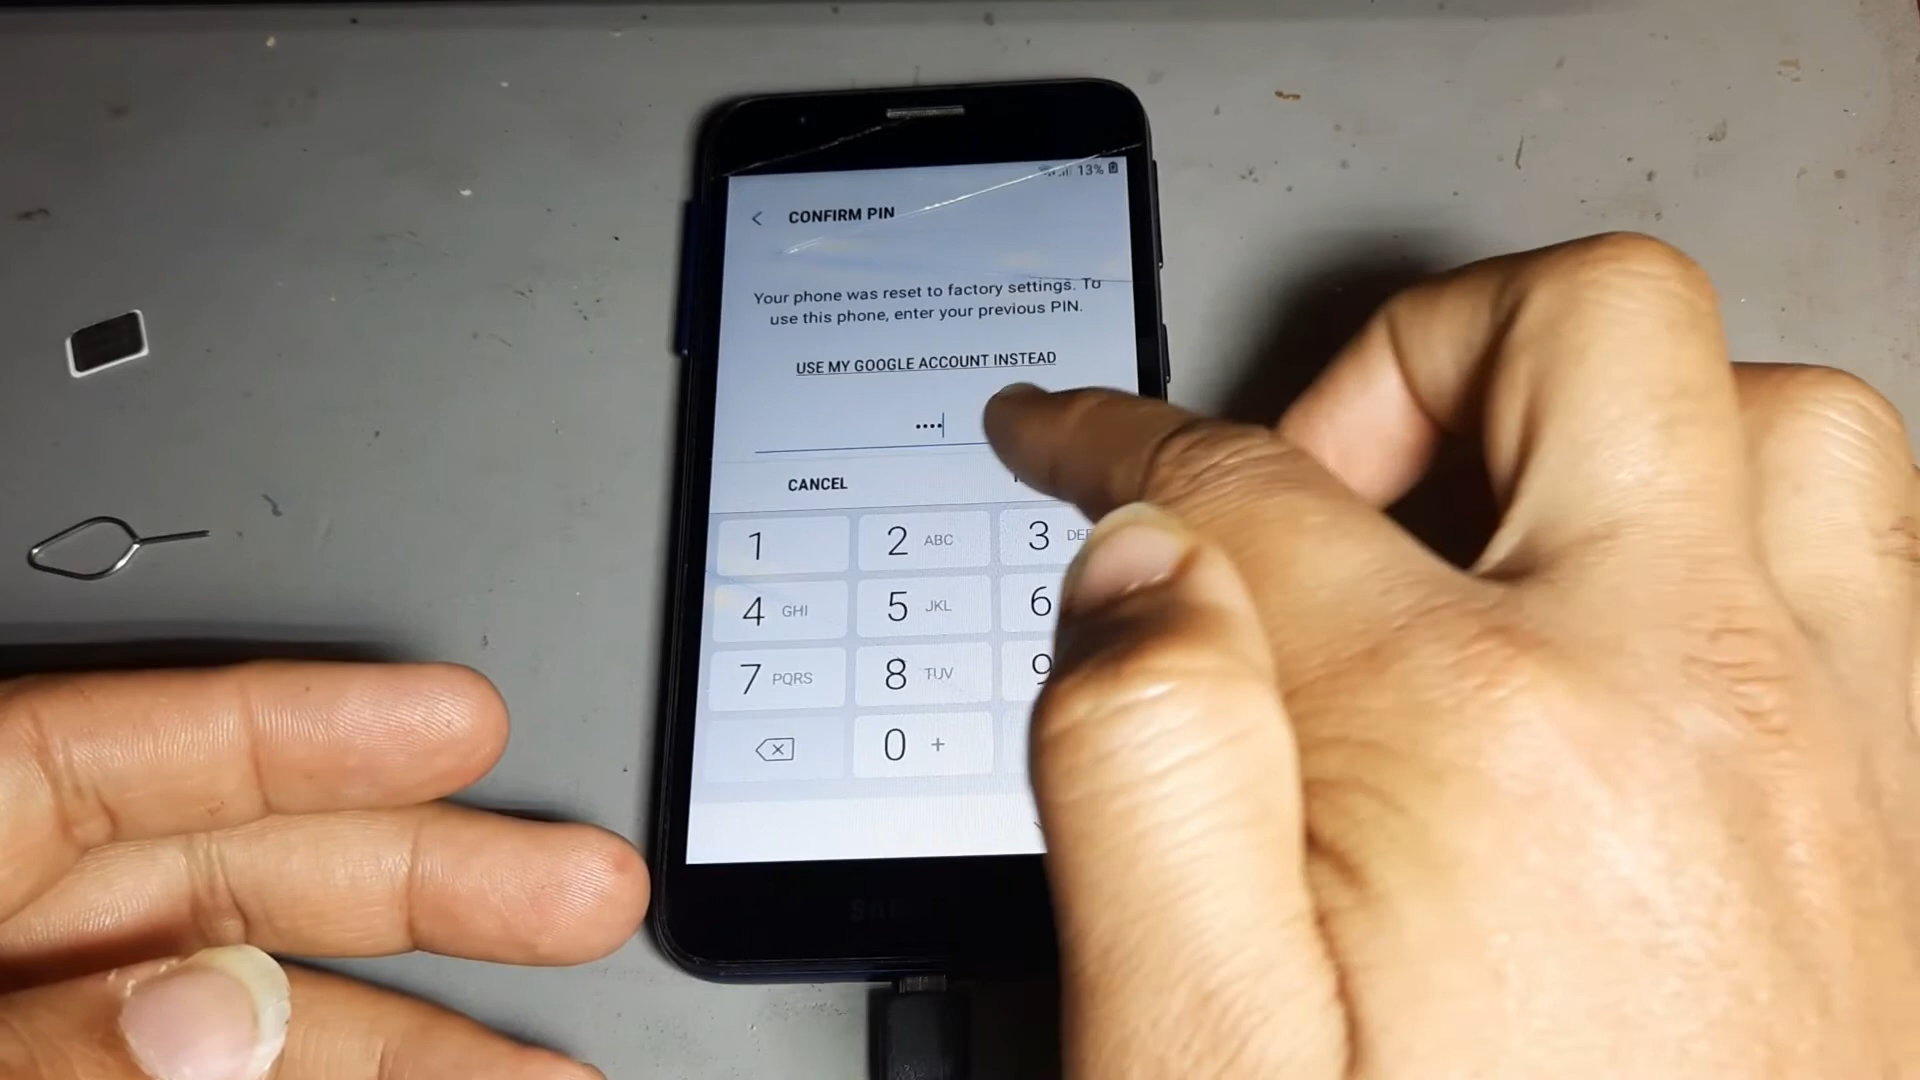 13%
CONFIRM PIN
Your phone was reset to factory settings. To
use this phone, enter your previous PIN.
USE MY GOOGLE ACCOUNT INSTEAD
••••
CANCEL
1
2 ABC
3 DEF
4 GHI
5 JKL
6
7 PQRS
8 TUV
9
0 +